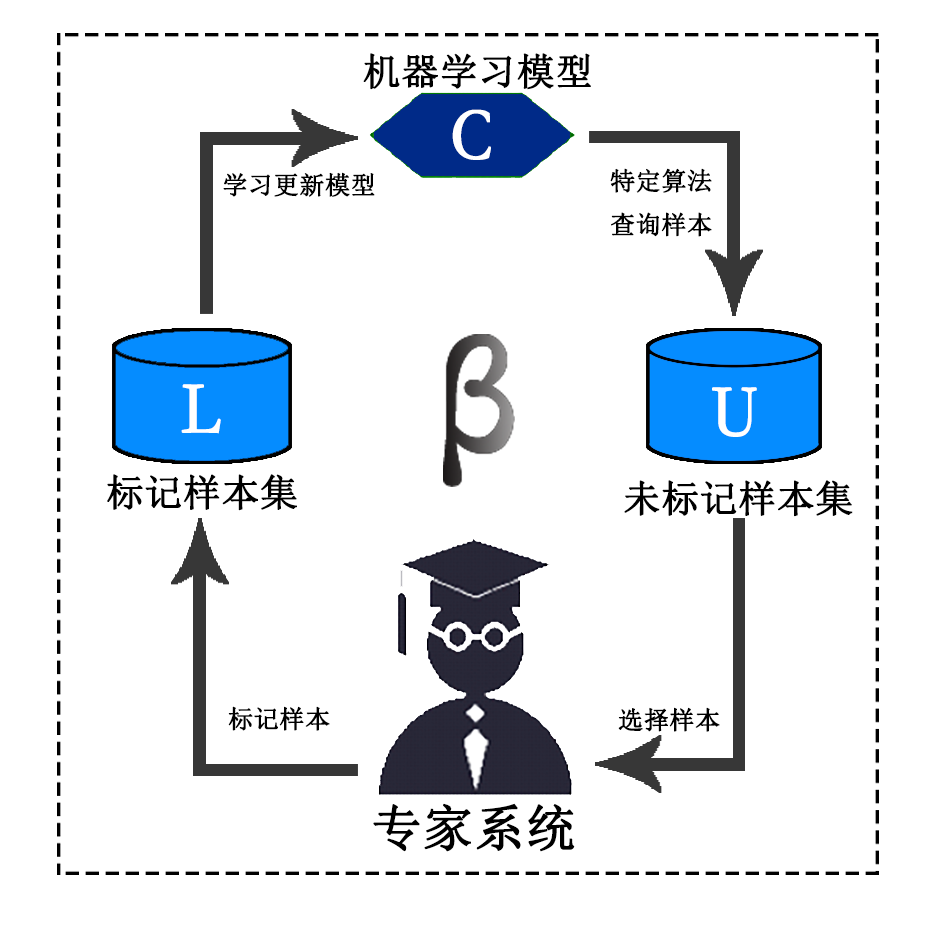 机器学习模型
C
学习更新模型
特定算法
查询样本
L
β
U
标记样本集
未标记样本集
标记样本
选择样本
专家系统